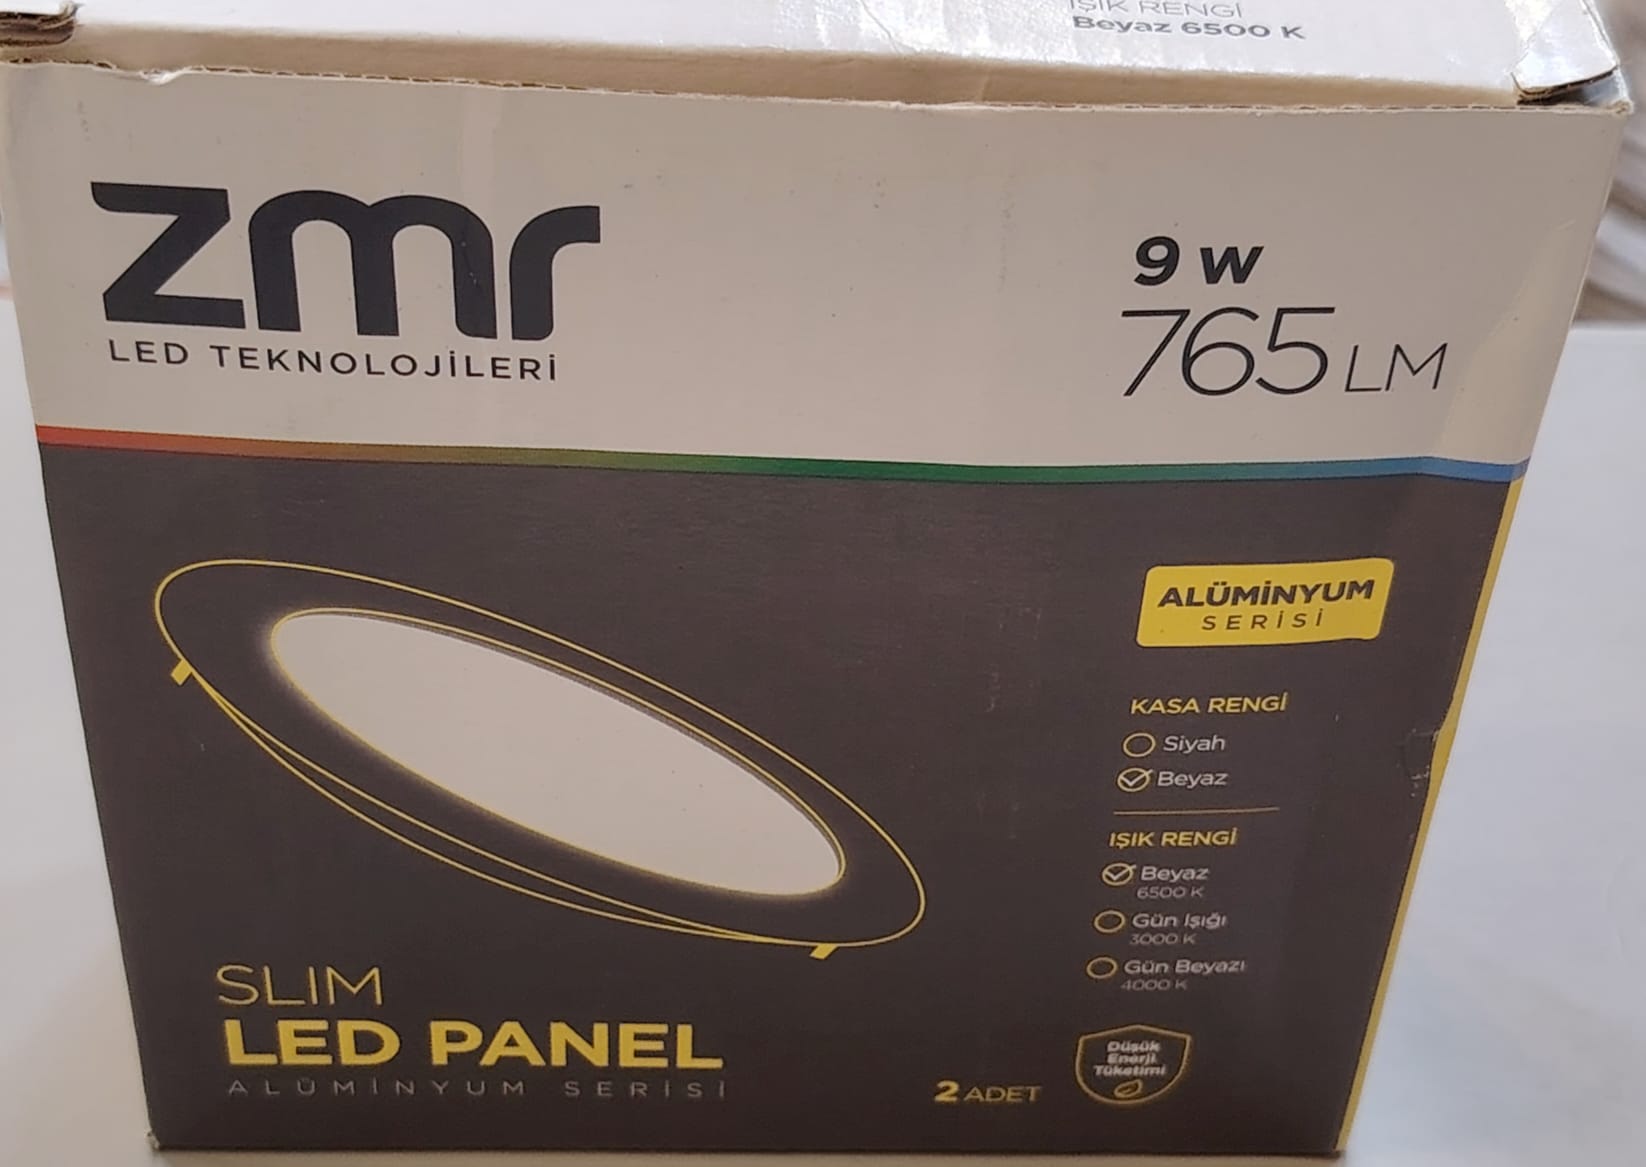 IŞIK RENGİ
Beyaz 6500 K
zmr
LED TEKNOLOJİLERİ
9 W
765 LM
ALÜMİNYUM
SERİSİ
KASA RENGİ
Siyah
Beyaz
IŞIK RENGİ
Beyaz
6500 K
Gün Işığı
3000 K
Gün Beyazı
4000 K
SLIM
LED PANEL
ALÜMİNYUM SERİSİ
2 ADET
Düşük
Enerji
Tüketimi